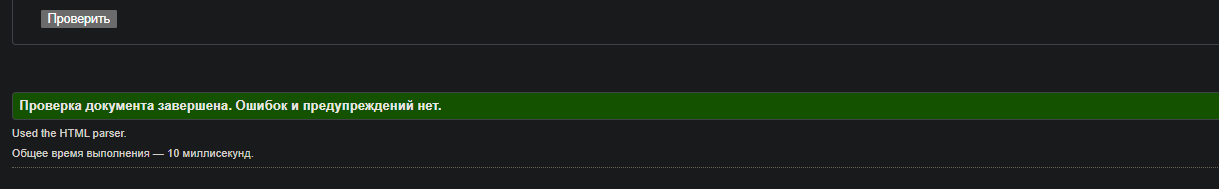 Проверить
Проверка документа завершена. Ошибок и предупреждений нет.
Used the HTML parser.
Общее время выполнения — 10 миллисекунд.